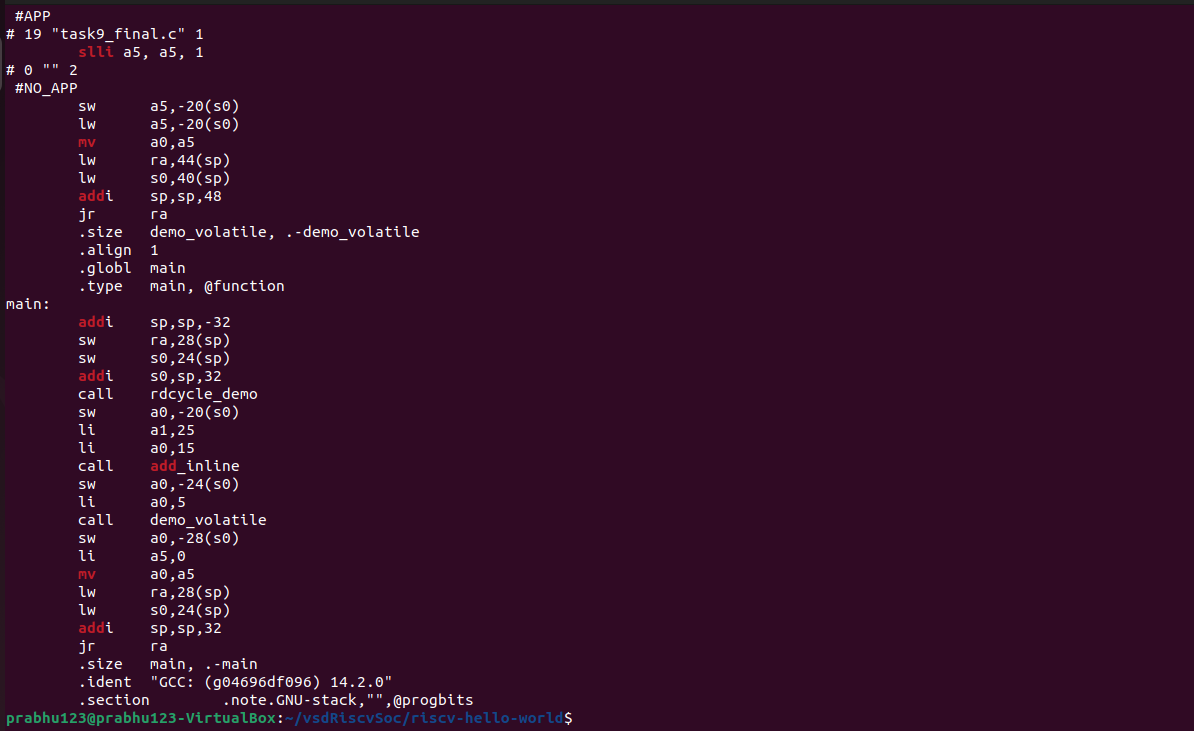 #APP
# 19 "task9_final.c" 1
        slli a5, a5, 1
# 0 "" 2
 #NO_APP
        sw      a5,-20(s0)
        lw      a5,-20(s0)
        mv      a0,a5
        lw      ra,44(sp)
        lw      s0,40(sp)
        addi    sp,sp,48
        jr      ra
        .size   demo_volatile, .-demo_volatile
        .align  1
        .globl  main
        .type   main, @function
main:
        addi    sp,sp,-32
        sw      ra,28(sp)
        sw      s0,24(sp)
        addi    s0,sp,32
        call    rdcycle_demo
        sw      a0,-20(s0)
        li      a1,25
        li      a0,15
        call    add_inline
        sw      a0,-24(s0)
        li      a0,5
        call    demo_volatile
        sw      a0,-28(s0)
        li      a5,0
        mv      a0,a5
        lw      ra,28(sp)
        lw      s0,24(sp)
        addi    sp,sp,32
        jr      ra
        .size   main, .-main
        .ident  "GCC: (g04696df096) 14.2.0"
        .section        .note.GNU-stack,"",@progbits
prabhu123@prabhu123-VirtualBox:~/vsdRiscvSoc/riscv-hello-world$